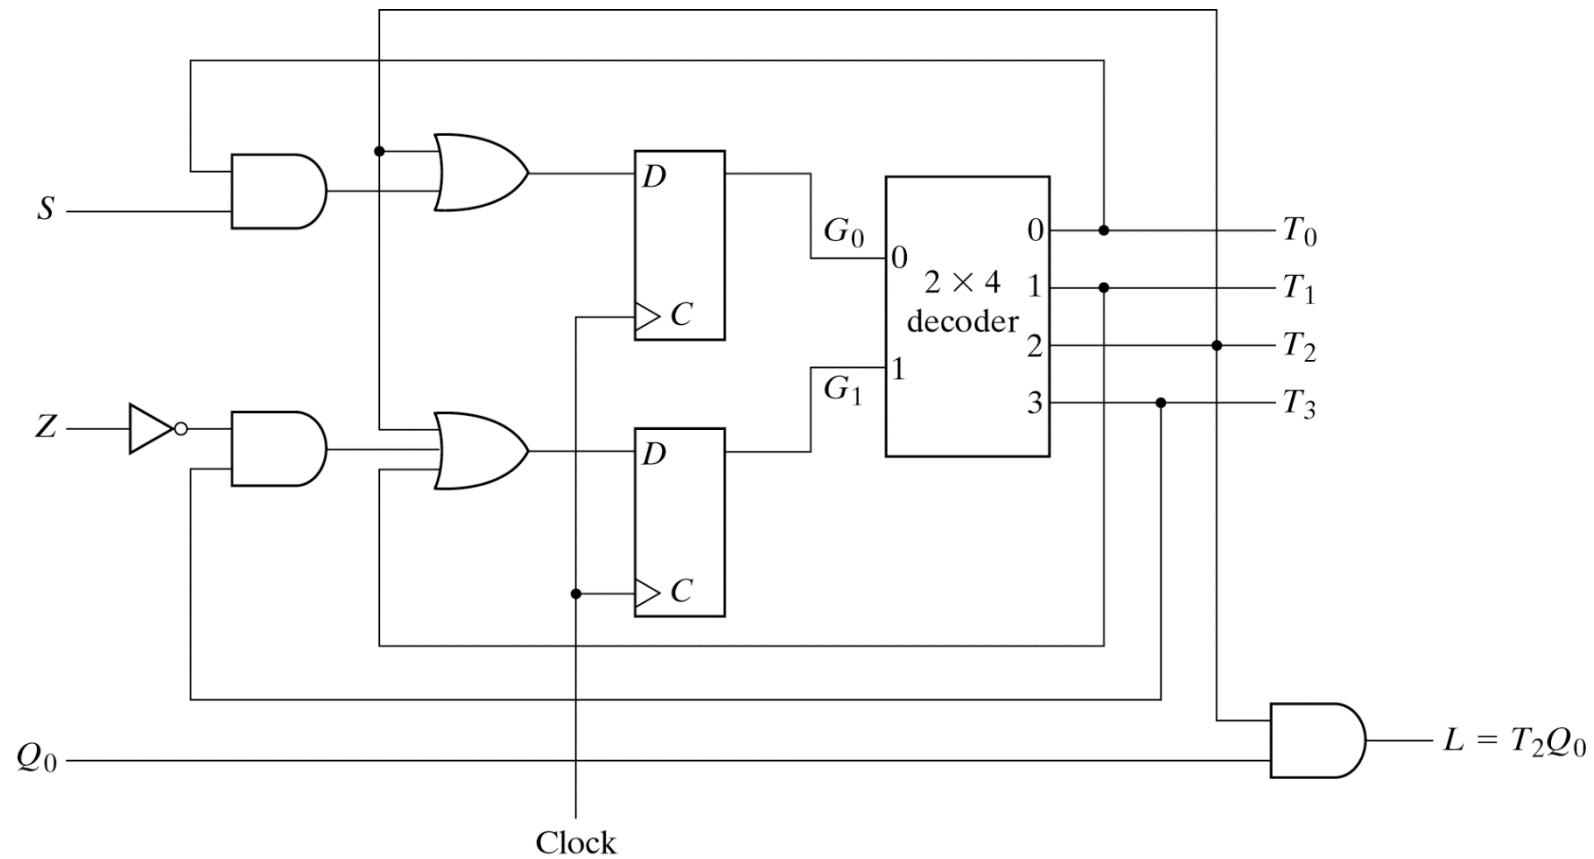 S
Z
Q₀
D
C
D
C
G₀
G₁
0
1
2 × 4
decoder
0
1
2
3
T₀
T₁
T₂
T₃
L = T₂Q₀
Clock